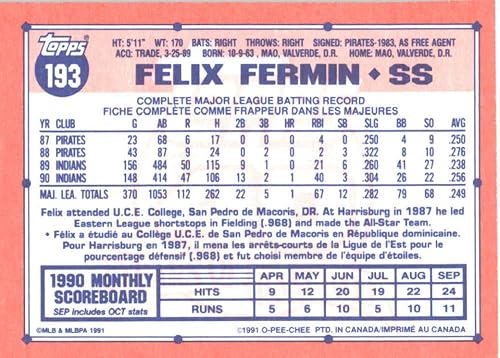 Topps
193
HT: 5'11" WT: 170 BATS: RIGHT THROWS: RIGHT SIGNED: PIRATES-1983, AS FREE AGENT
ACQ: TRADE, 3-25-89 BORN: 10-9-63, MAO, VALVERDE, D.R. HOME: MAO, VALVERDE, D.R.
FELIX FERMIN ♦ SS
COMPLETE MAJOR LEAGUE BATTING RECORD
FICHE COMPLÈTE COMME FRAPPEUR DANS LES MAJEURES
YR CLUB G AB R H 2B 3B HR RBI SB SLG BB SO AVG
87 PIRATES 23 68 6 17 0 0 0 4 0 .250 4 9 .250
88 PIRATES 43 87 9 24 0 2 0 2 3 .322 8 10 .276
89 INDIANS 156 484 50 115 9 1 0 21 6 .260 41 27 .238
90 INDIANS 148 414 47 106 13 2 1 40 3 .304 26 22 .256
MAJ. LEA. TOTALS 370 1053 112 262 22 5 1 67 12 .282 79 68 .249
Felix attended U.C.E. College, San Pedro de Macoris, DR. At Harrisburg in 1987 he led
Eastern League shortstops in Fielding (.968) and made the All-Star Team.
• Félix a étudié au Collège U.C.E. de San Pedro de Macoris en République dominicaine.
Pour Harrisburg en 1987, il mena les arrêts-courts de la Ligue de l'Est pour le
pourcentage défensif (.968) et fut choisi membre de l'équipe d'étoiles.
1990 MONTHLY
SCOREBOARD
SEP includes OCT stats
APR MAY JUN JUL AUG SEP
HITS 9 12 20 19 22 24
RUNS 5 6 10 5 10 11
©MLB & MLBPA 1991
©1991 O-PEE-CHEE PTD. IN CANADA/IMPRIMÉ AU CANADA